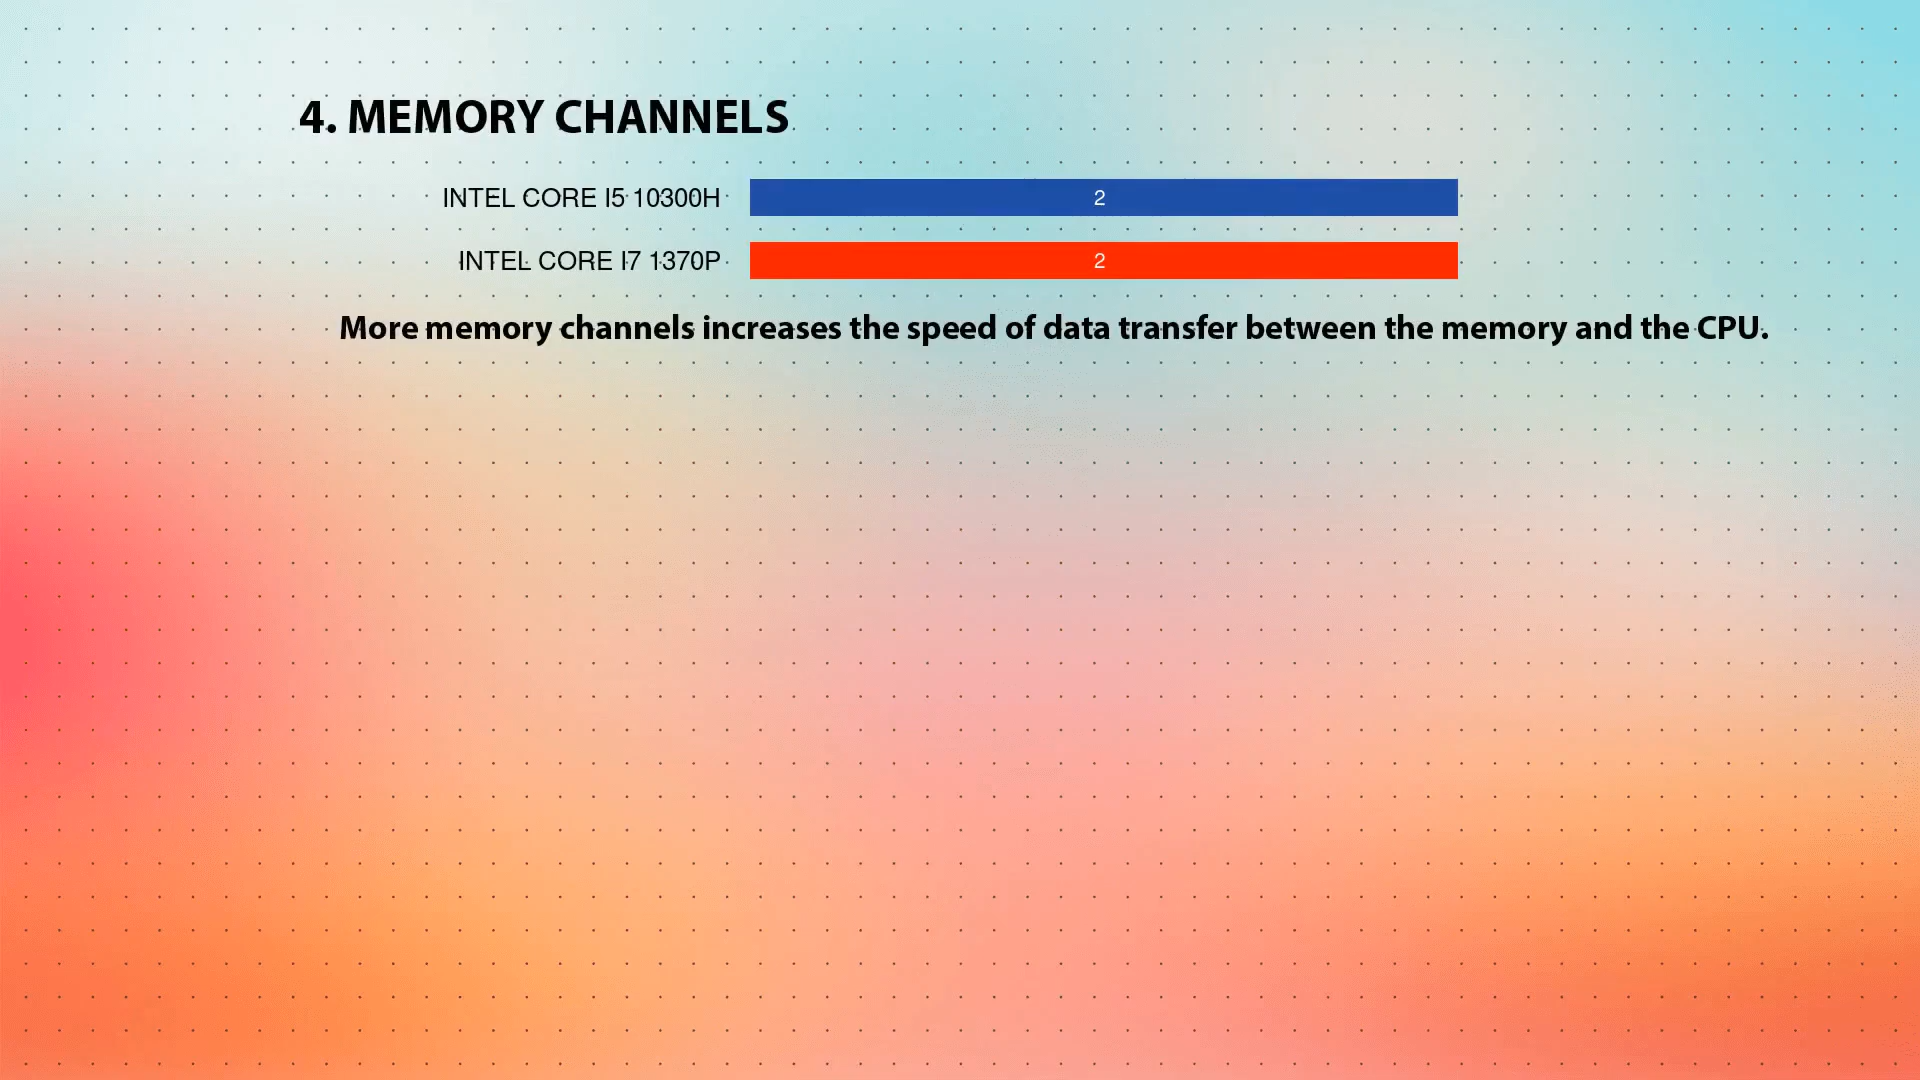 4. MEMORY CHANNELS
INTEL CORE I5 10300H 2
INTEL CORE I7 1370P 2
More memory channels increases the speed of data transfer between the memory and the CPU.